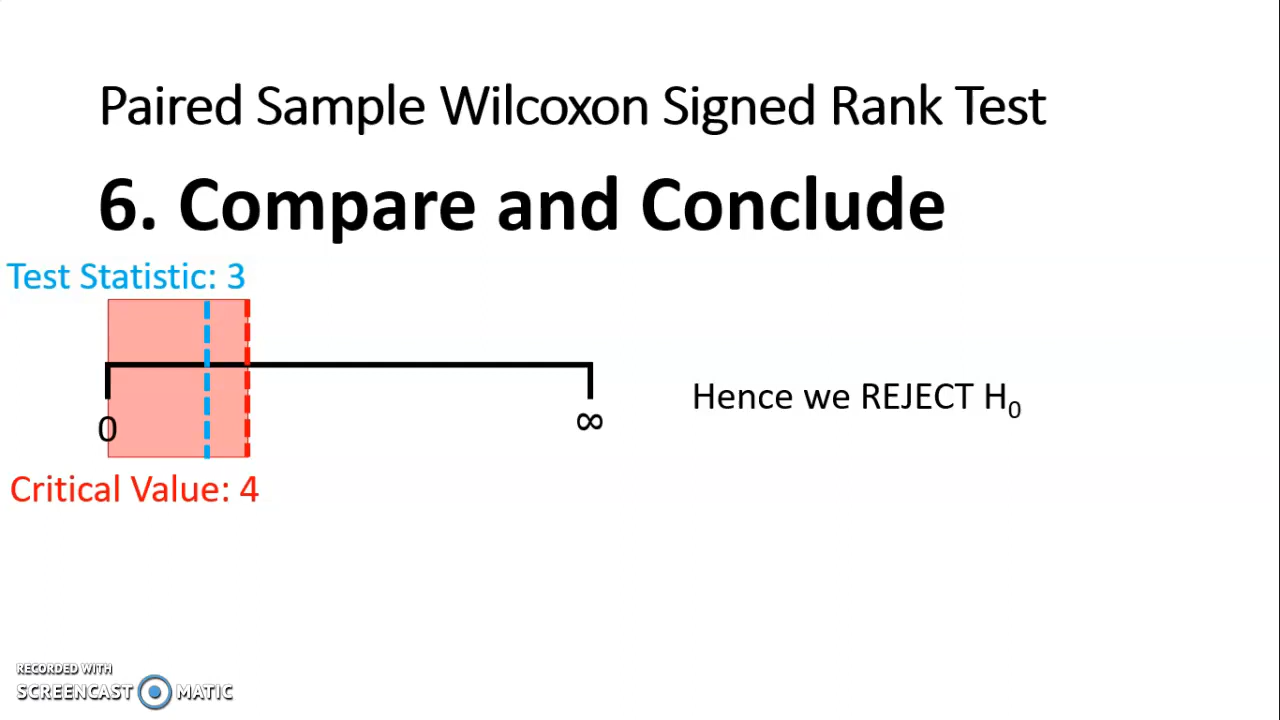 Paired Sample Wilcoxon Signed Rank Test
6. Compare and Conclude
Test Statistic: 3
0
∞
Hence we REJECT H₀
Critical Value: 4
RECORDED WITH
SCREENCAST MATIC